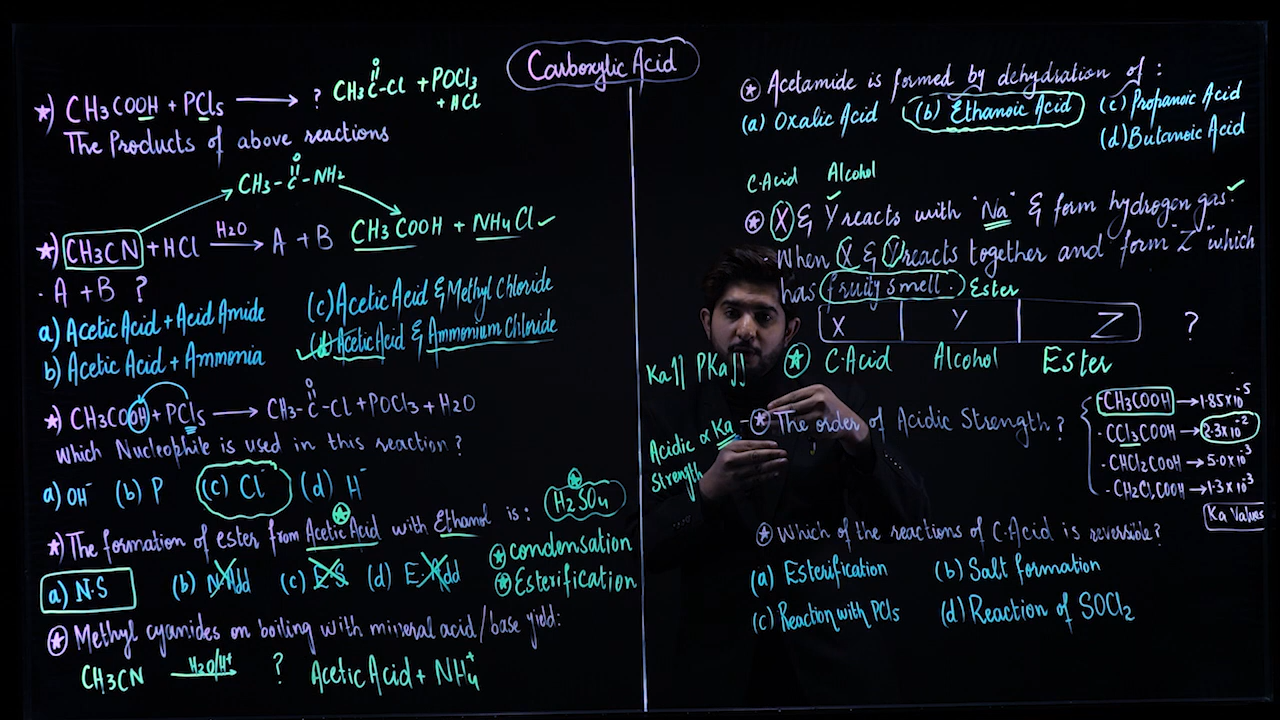 Carboxylic Acid
*) CH3COOH + PCl5 ⟶ ? CH3-C-Cl + POCl3
O
+ HCl
The Products of above reactions
O
CH3 - C - NH2
*) CH3CN + HCl H2O ⟶ A + B CH3COOH + NH4Cl ✓
· A + B ?
a) Acetic Acid + Acid Amide (c) Acetic Acid & Methyl Chloride
b) Acetic Acid + Ammonia ✓ (d) Acetic Acid & Ammonium Chloride
O
*) CH3COOH + PCl5 ⟶ CH3-C-Cl + POCl3 + H2O
Which Nucleophile is used in this reaction?
a) OH⁻ (b) P (c) Cl⁻ (d) H⁻
H2SO4
*) The formation of ester from Acetic Acid with Ethanol is :
a) N·S (b) N·Add (c) E·S (d) E·Add
* condensation
* Esterification
* Methyl cyanides on boiling with mineral acid/base yield:
CH3CN H2O/H+ ⟶ ? Acetic Acid + NH4+
* Acetamide is formed by dehydration of :
(a) Oxalic Acid (b) Ethanoic Acid (c) Propanoic Acid
(d) Butanoic Acid
C.Acid Alcohol
* X & Y reacts with "Na" & form hydrogen gas. ✓
When X & Y reacts together and form "Z" which
has fruity smell. Ester
X Y Z ?
* C.Acid Alcohol Ester
Ka↑↑ PKa↓↓
Acidic ∝ Ka
Strength
- * The order of Acidic Strength ?
· CH3COOH → 1.85×10⁻⁵
· CCl3COOH → 2.3×10⁻²
· CHCl2COOH → 5.0×10⁻³
· CH2Cl,COOH → 1.3×10⁻³
Ka Values
* Which of the reactions of C.Acid is reversible?
(a) Esterification (b) Salt formation
(c) Reaction with PCl5 (d) Reaction of SOCl2